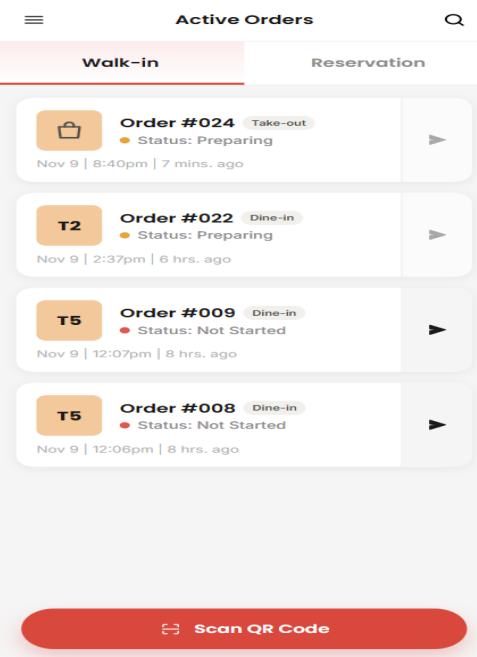 Active Orders
Walk-in
Reservation
Order #024 Take-out
Status: Preparing
Nov 9 | 8:40pm | 7 mins. ago
T2
Order #022 Dine-in
Status: Preparing
Nov 9 | 2:37pm | 6 hrs. ago
T5
Order #009 Dine-in
Status: Not Started
Nov 9 | 12:07pm | 8 hrs. ago
T5
Order #008 Dine-in
Status: Not Started
Nov 9 | 12:06pm | 8 hrs. ago
Scan QR Code